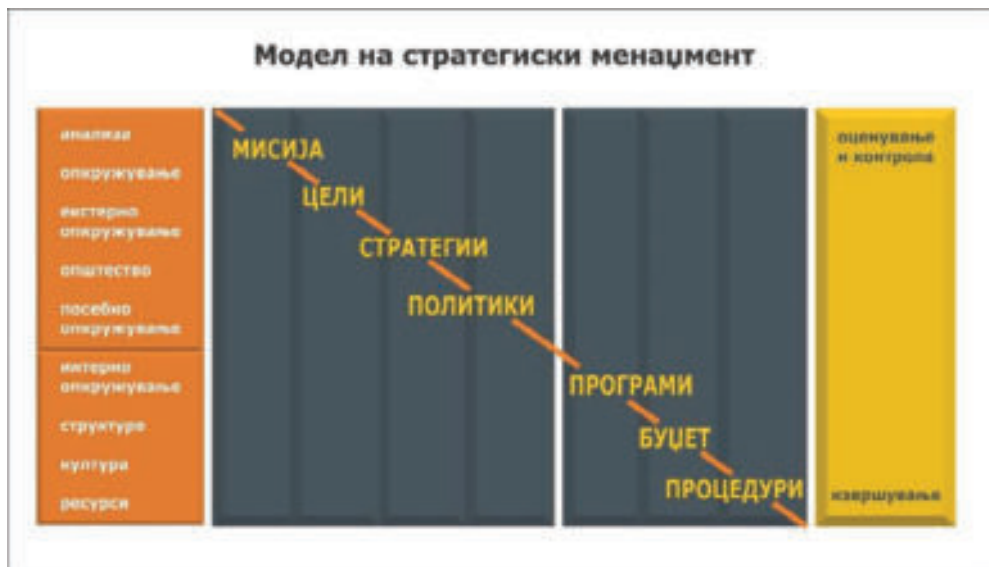 Модел на стратегиски менаџмент
анализа
опкружување
екстерно
опкружување
општество
посебно
опкружување
интерно
опкружување
структура
култура
ресурси
МИСИЈА
ЦЕЛИ
СТРАТЕГИИ
ПОЛИТИКИ
ПРОГРАМИ
БУЏЕТ
ПРОЦЕДУРИ
оценување
и контрола
извршување